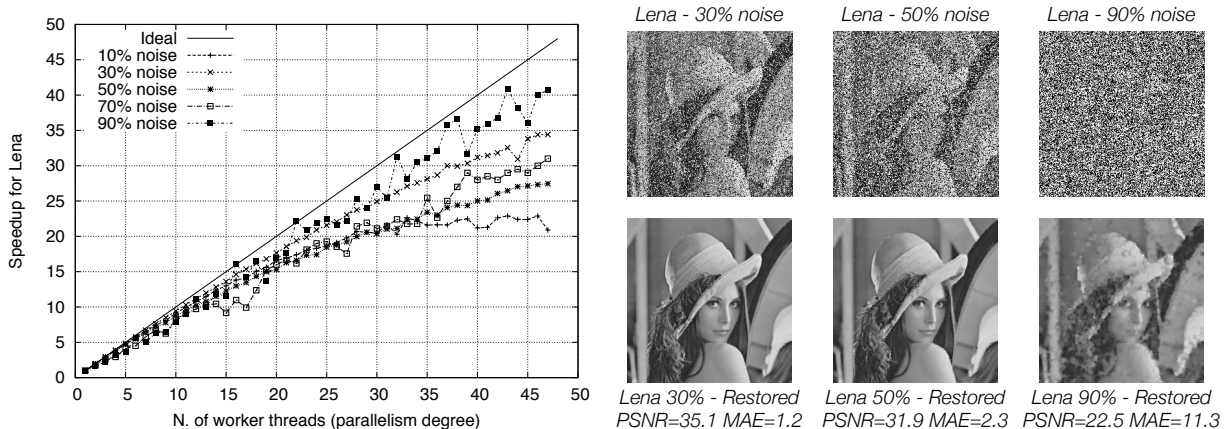 Speedup for Lena
50
45
40
35
30
25
20
15
10
5
0
Ideal
10% noise
30% noise
50% noise
70% noise
90% noise
0 5 10 15 20 25 30 35 40 45 50
N. of worker threads (parallelism degree)
Lena - 30% noise
Lena - 50% noise
Lena - 90% noise
Lena 30% - Restored
PSNR=35.1 MAE=1.2
Lena 50% - Restored
PSNR=31.9 MAE=2.3
Lena 90% - Restored
PSNR=22.5 MAE=11.3